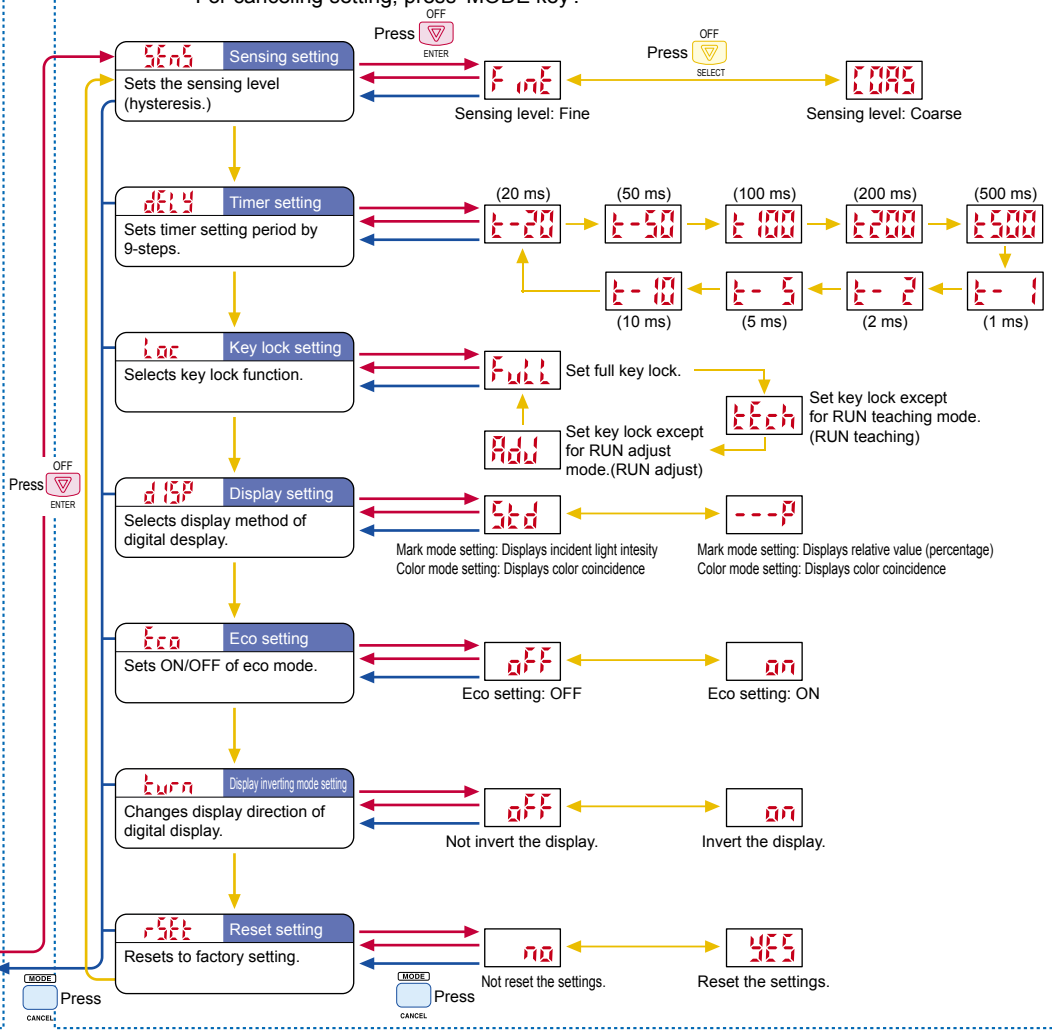 For canceling setting, press 'MODE key'.
OFF
Press
ENTER
OFF
Press
SELECT
SEnS Sensing setting
Sets the sensing level
(hysteresis.)
FinE
Sensing level: Fine
COAS
Sensing level: Coarse
dELY Timer setting
Sets timer setting period by
9-steps.
(20 ms) (50 ms) (100 ms) (200 ms) (500 ms)
t-20 t-50 t100 t200 t500
t-10 t- 5 t- 2 t- 1
(10 ms) (5 ms) (2 ms) (1 ms)
Loc Key lock setting
Selects key lock function.
FuLL Set full key lock.
tEch
Set key lock except
for RUN teaching mode.
(RUN teaching)
AdJ
Set key lock except
for RUN adjust
mode.(RUN adjust)
OFF
Press
ENTER
diSP Display setting
Selects display method of
digital desplay.
Std
Mark mode setting: Displays incident light intesity
Color mode setting: Displays color coincidence
---P
Mark mode setting: Displays relative value (percentage)
Color mode setting: Displays color coincidence
Eco Eco setting
Sets ON/OFF of eco mode.
oFF
Eco setting: OFF
on
Eco setting: ON
turn Display inverting mode setting
Changes display direction of
digital display.
oFF
Not invert the display.
on
Invert the display.
rSEt Reset setting
Resets to factory setting.
no
Not reset the settings.
YES
Reset the settings.
MODE
Press
CANCEL
MODE
Press
CANCEL